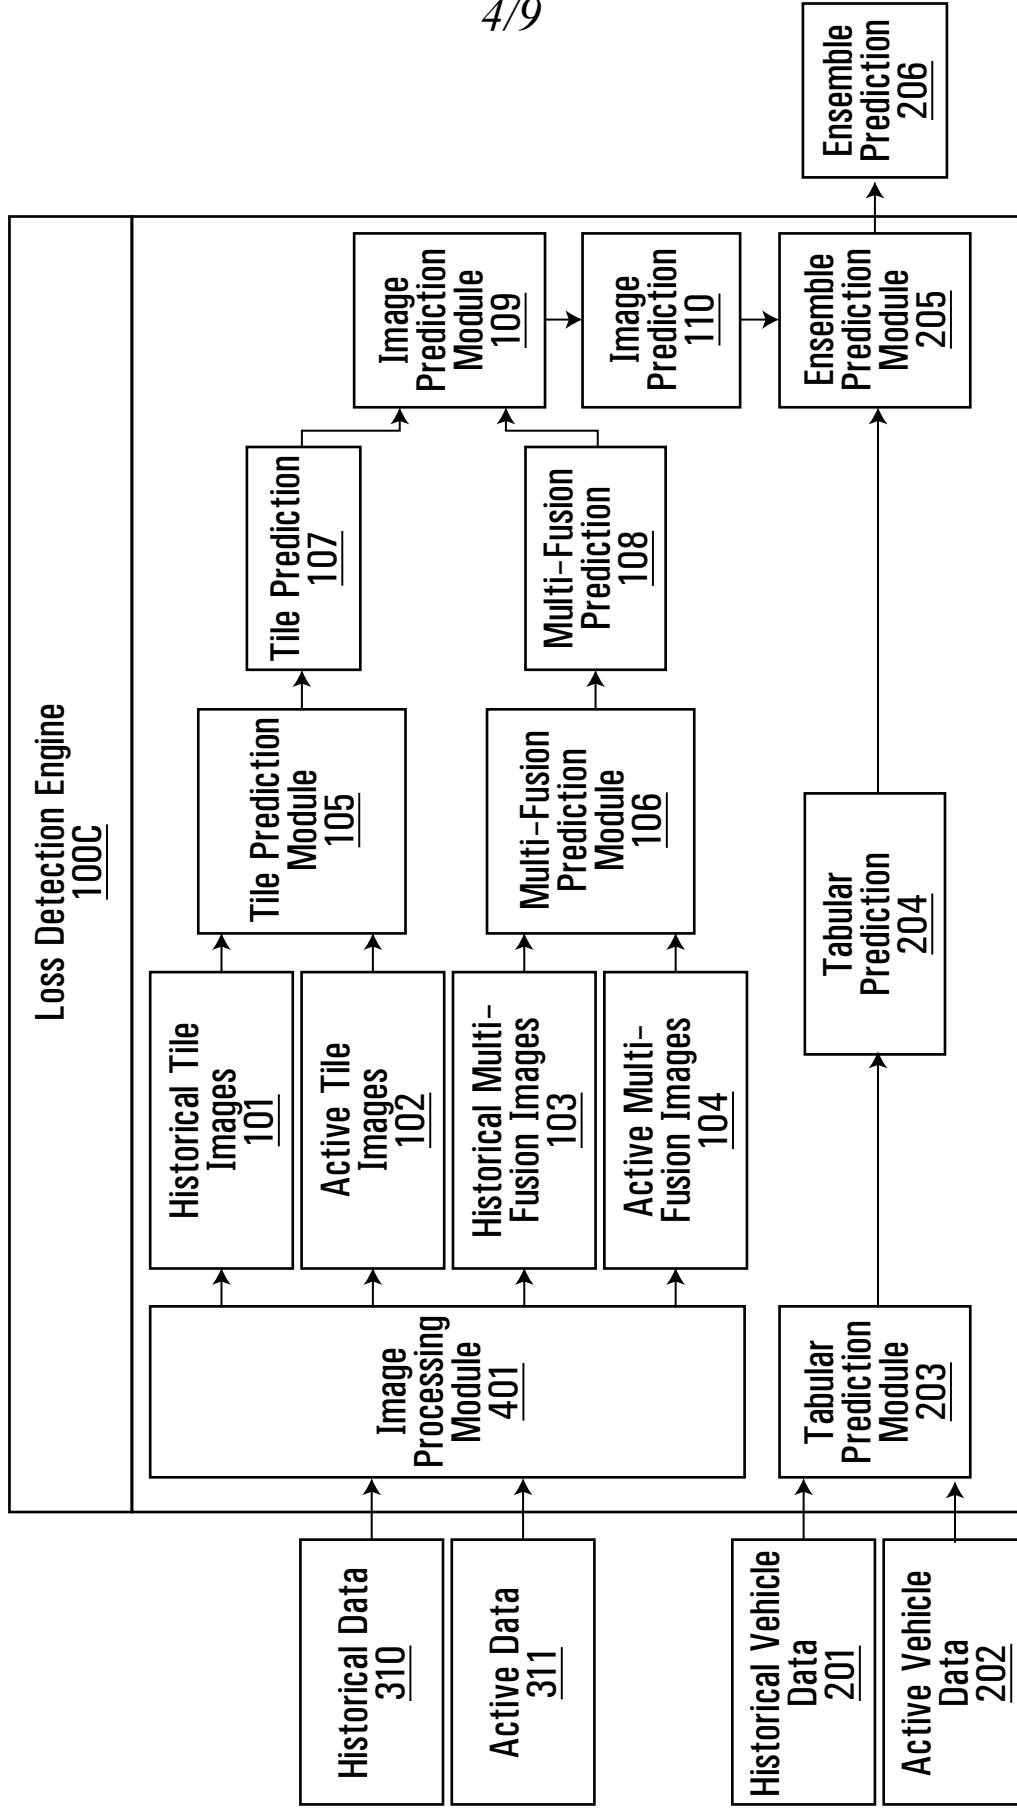 4/9
Loss Detection Engine
100C
Historical Data
310
Active Data
311
Historical Vehicle
Data
201
Active Vehicle
Data
202
Image
Processing
Module
401
Tabular
Prediction
Module
203
Historical Tile
Images
101
Active Tile
Images
102
Historical Multi-
Fusion Images
103
Active Multi-
Fusion Images
104
Tile Prediction
Module
105
Multi-Fusion
Prediction
Module
106
Tabular
Prediction
204
Tile Prediction
107
Multi-Fusion
Prediction
108
Image
Prediction
Module
109
Image
Prediction
110
Ensemble
Prediction
Module
205
Ensemble
Prediction
206